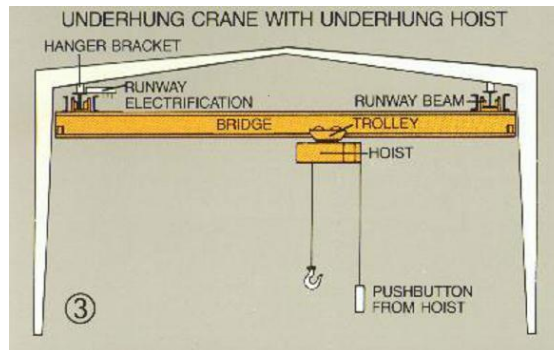 UNDERHUNG CRANE WITH UNDERHUNG HOIST
HANGER BRACKET
RUNWAY
ELECTRIFICATION
RUNWAY BEAM
BRIDGE
TROLLEY
HOIST
PUSHBUTTON
FROM HOIST
3